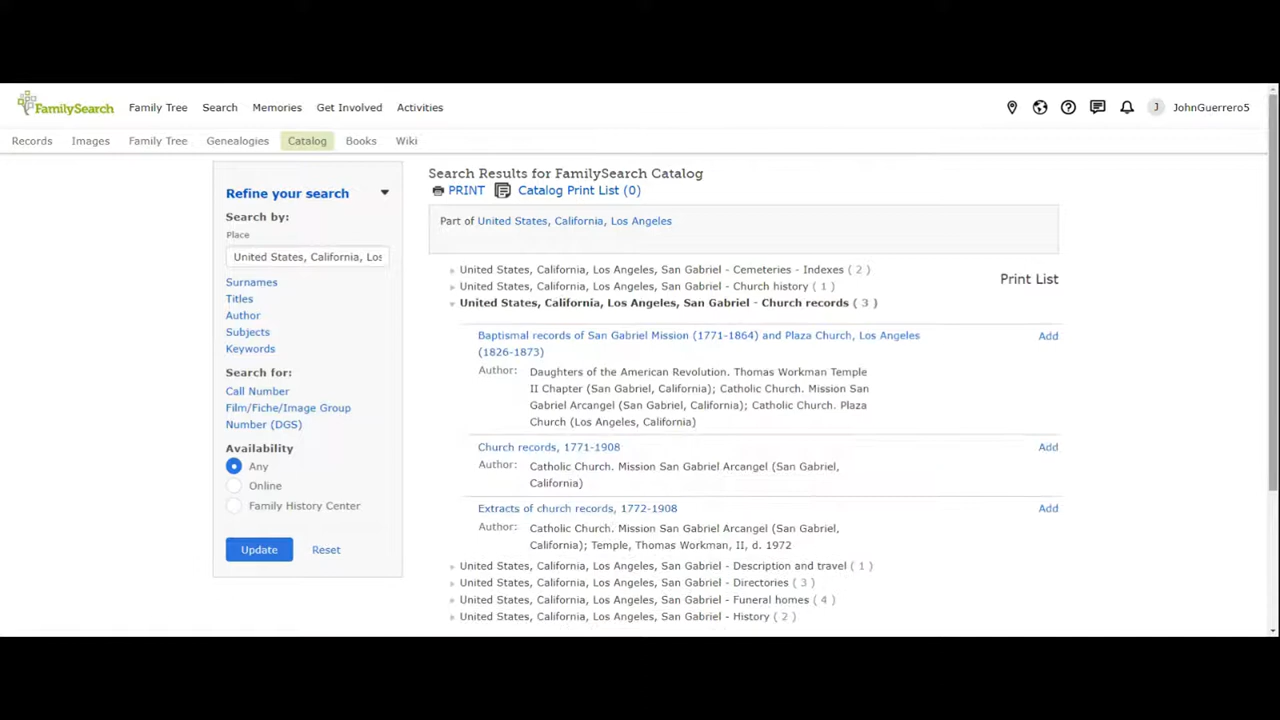 FamilySearch Family Tree Search Memories Get Involved Activities J JohnGuerrero5
Records Images Family Tree Genealogies Catalog Books Wiki
Refine your search
Search by:
Place
United States, California, Los
Surnames
Titles
Author
Subjects
Keywords
Search for:
Call Number
Film/Fiche/Image Group
Number (DGS)
Availability
Any
Online
Family History Center
Update Reset
Search Results for FamilySearch Catalog
PRINT Catalog Print List (0)
Part of United States, California, Los Angeles
United States, California, Los Angeles, San Gabriel - Cemeteries - Indexes ( 2 )
Print List
United States, California, Los Angeles, San Gabriel - Church history ( 1 )
United States, California, Los Angeles, San Gabriel - Church records ( 3 )
Baptismal records of San Gabriel Mission (1771-1864) and Plaza Church, Los Angeles Add
(1826-1873)
Author: Daughters of the American Revolution. Thomas Workman Temple
II Chapter (San Gabriel, California); Catholic Church. Mission San
Gabriel Arcangel (San Gabriel, California); Catholic Church. Plaza
Church (Los Angeles, California)
Church records, 1771-1908 Add
Author: Catholic Church. Mission San Gabriel Arcangel (San Gabriel,
California)
Extracts of church records, 1772-1908 Add
Author: Catholic Church. Mission San Gabriel Arcangel (San Gabriel,
California); Temple, Thomas Workman, II, d. 1972
United States, California, Los Angeles, San Gabriel - Description and travel ( 1 )
United States, California, Los Angeles, San Gabriel - Directories ( 3 )
United States, California, Los Angeles, San Gabriel - Funeral homes ( 4 )
United States, California, Los Angeles, San Gabriel - History ( 2 )